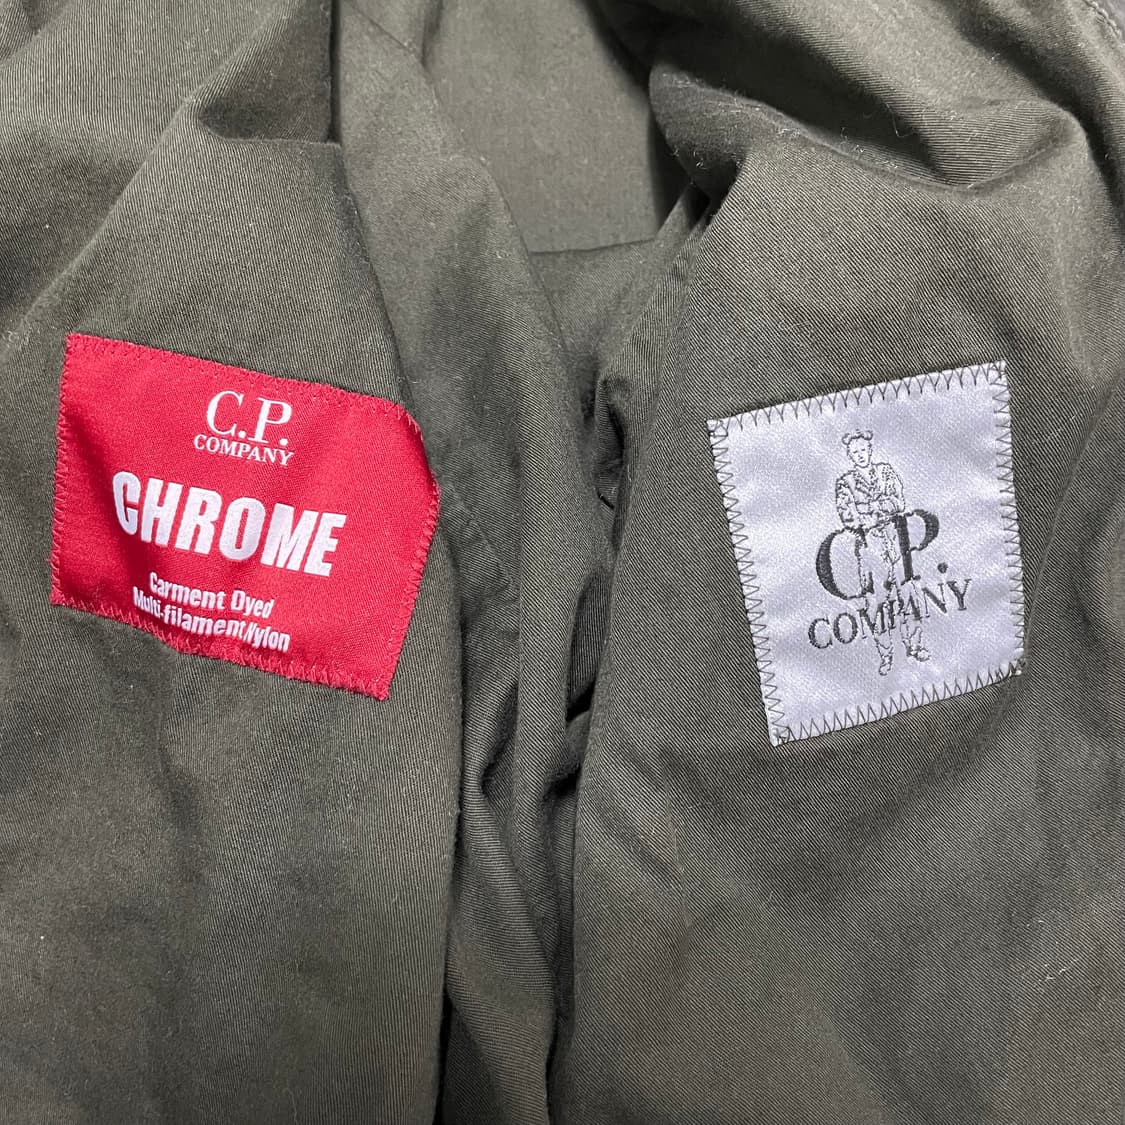 C.P.
COMPANY
CHROME
Garment Dyed
Multi-filament Nylon
C.P.
COMPANY